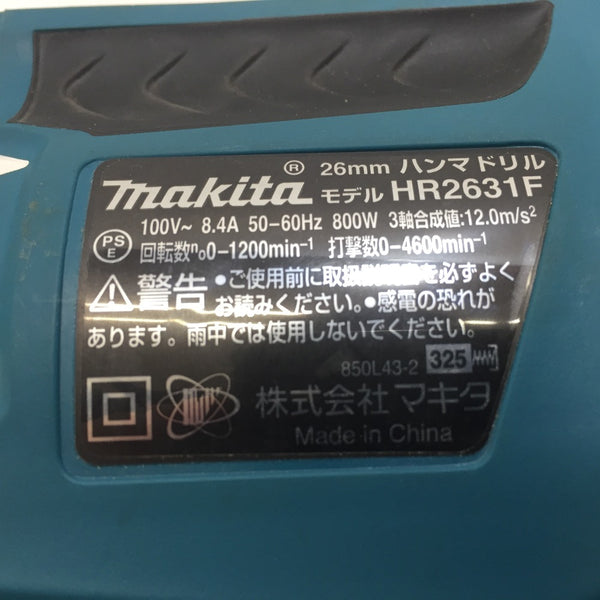 26mm ハンマドリル
makita® モデル HR2631F
100V~ 8.4A 50-60Hz 800W 3軸合成値:12.0m/s²
PS E 回転数n₀0-1200min⁻¹ 打撃数0-4600min⁻¹
警告 •ご使用前に取扱説明書を必ずよく
お読みください。•感電の恐れが
あります。雨中では使用しないでください。
850L43-2 325
株式会社マキタ
Made in China